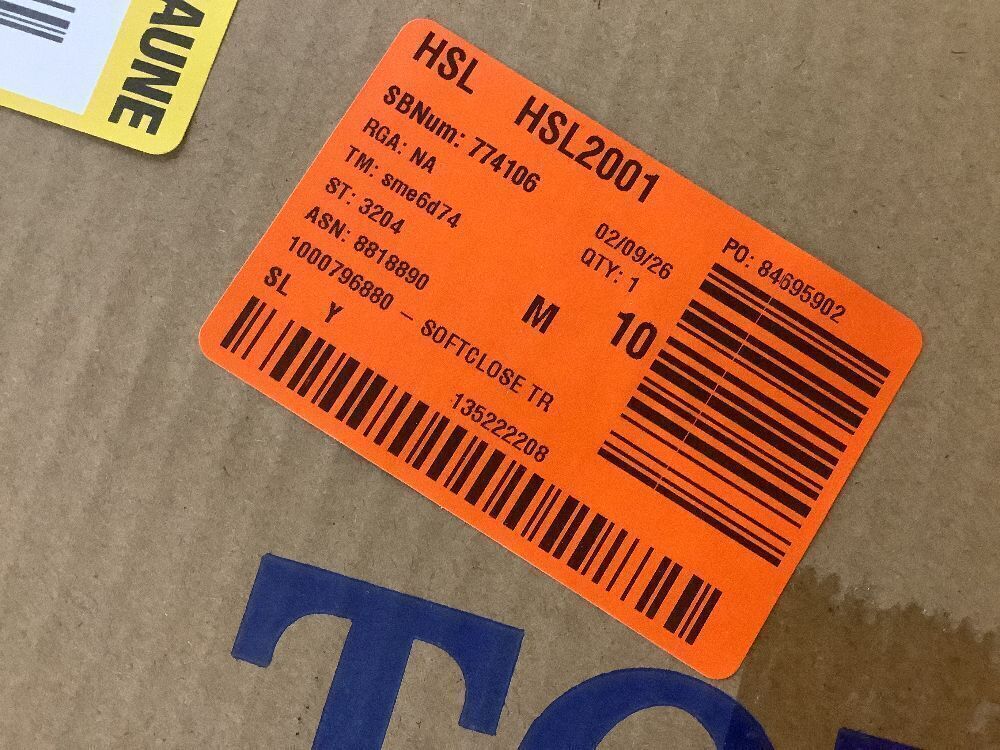 AUNE
HSL HSL2001
SBNum: 774106
RGA: NA
TM: sme6d74
ST: 3204
ASN: 8818890
1000796880 – SOFTCLOSE TR
SL Y
02/09/26
QTY: 1
M 10
PO: 84695902
135222208